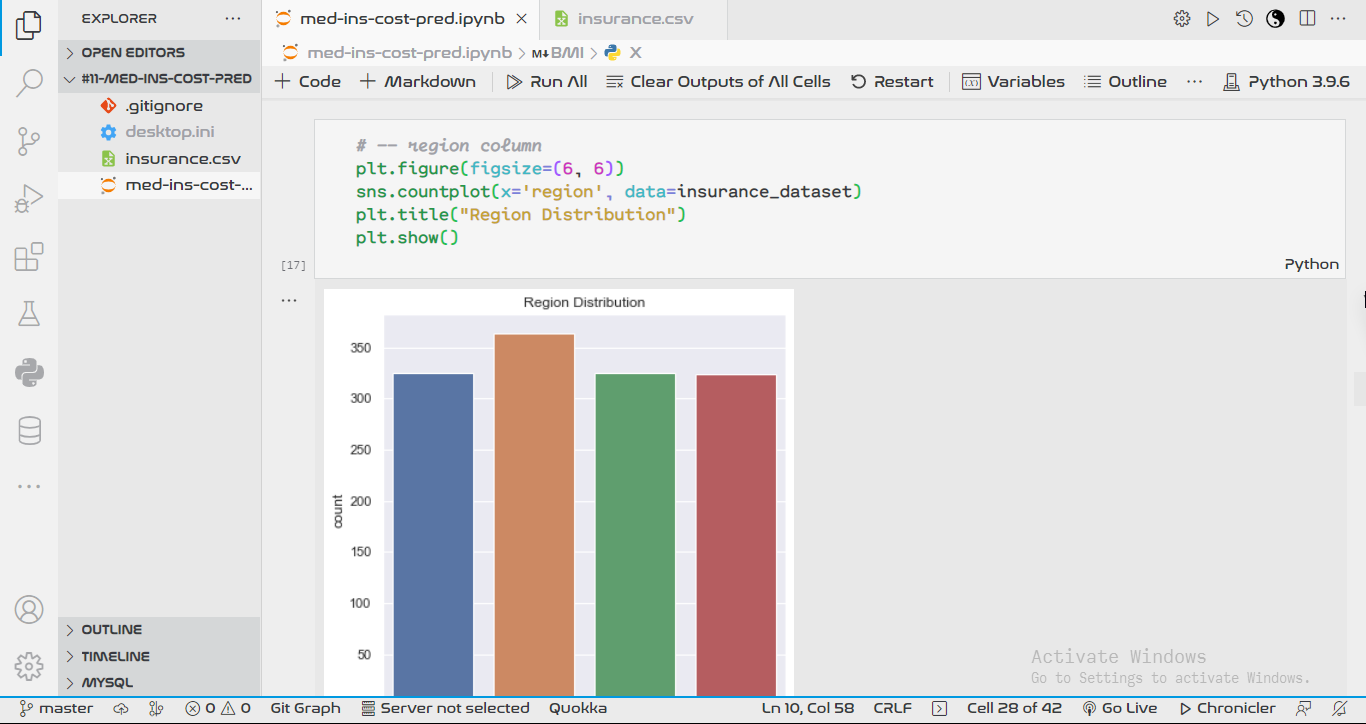 EXPLORER
med-ins-cost-pred.ipynb
insurance.csv
OPEN EDITORS
med-ins-cost-pred.ipynb > M↓BMI > X
#11-MED-INS-COST-PRED
Code Markdown Run All Clear Outputs of All Cells Restart Variables Outline ... Python 3.9.6
.gitignore
desktop.ini
insurance.csv
med-ins-cost-...
# -- region column
plt.figure(figsize=(6, 6))
sns.countplot(x='region', data=insurance_dataset)
plt.title("Region Distribution")
plt.show()
[17]
Python
Region Distribution
350
300
250
200
150
100
50
count
OUTLINE
TIMELINE
MYSQL
Activate Windows
Go to Settings to activate Windows.
master 0 0 Git Graph Server not selected Quokka Ln 10, Col 58 CRLF Cell 28 of 42 Go Live Chronicler